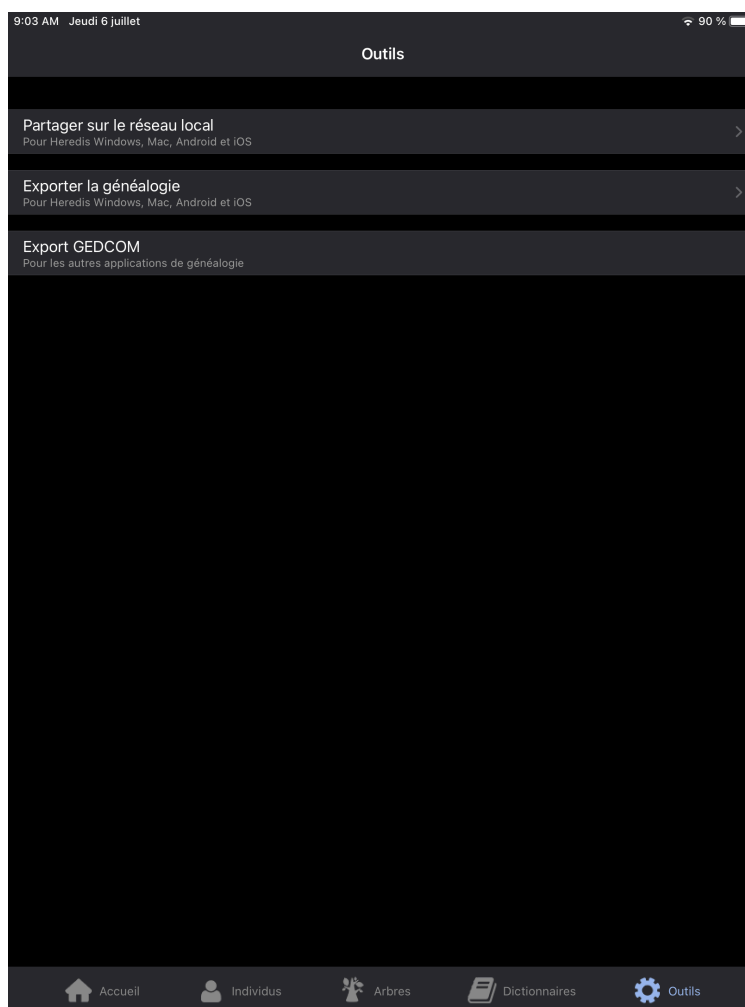 9:03 AM Jeudi 6 juillet 90 %
Outils
Partager sur le réseau local
Pour Heredis Windows, Mac, Android et iOS
Exporter la généalogie
Pour Heredis Windows, Mac, Android et iOS
Export GEDCOM
Pour les autres applications de généalogie
Accueil Individus Arbres Dictionnaires Outils